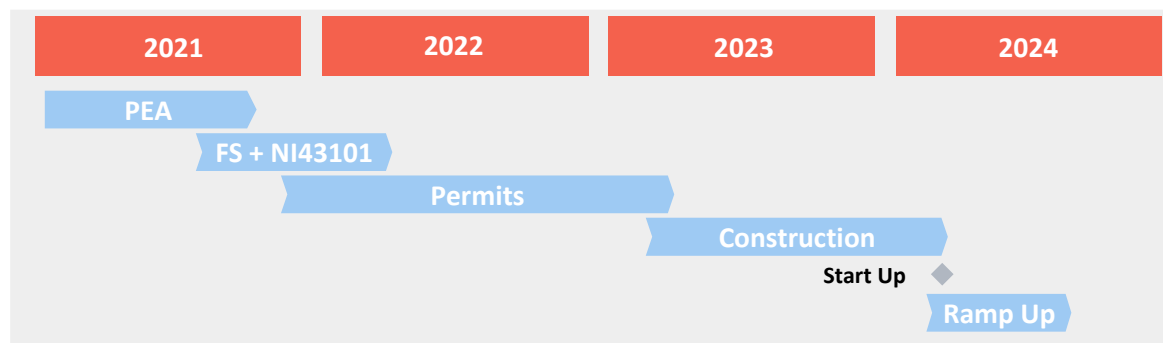 2021 2022 2023 2024
PEA
FS + NI43101
Permits
Construction
Start Up
Ramp Up